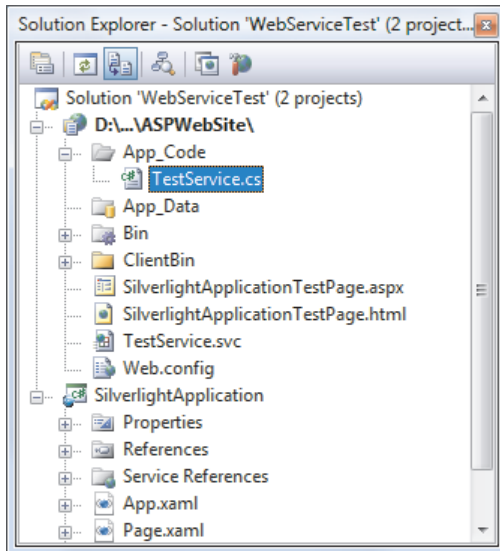 Solution Explorer - Solution 'WebServiceTest' (2 project...
Solution 'WebServiceTest' (2 projects)
D:\...\ASPWebSite\
App_Code
TestService.cs
App_Data
Bin
ClientBin
SilverlightApplicationTestPage.aspx
SilverlightApplicationTestPage.html
TestService.svc
Web.config
SilverlightApplication
Properties
References
Service References
App.xaml
Page.xaml